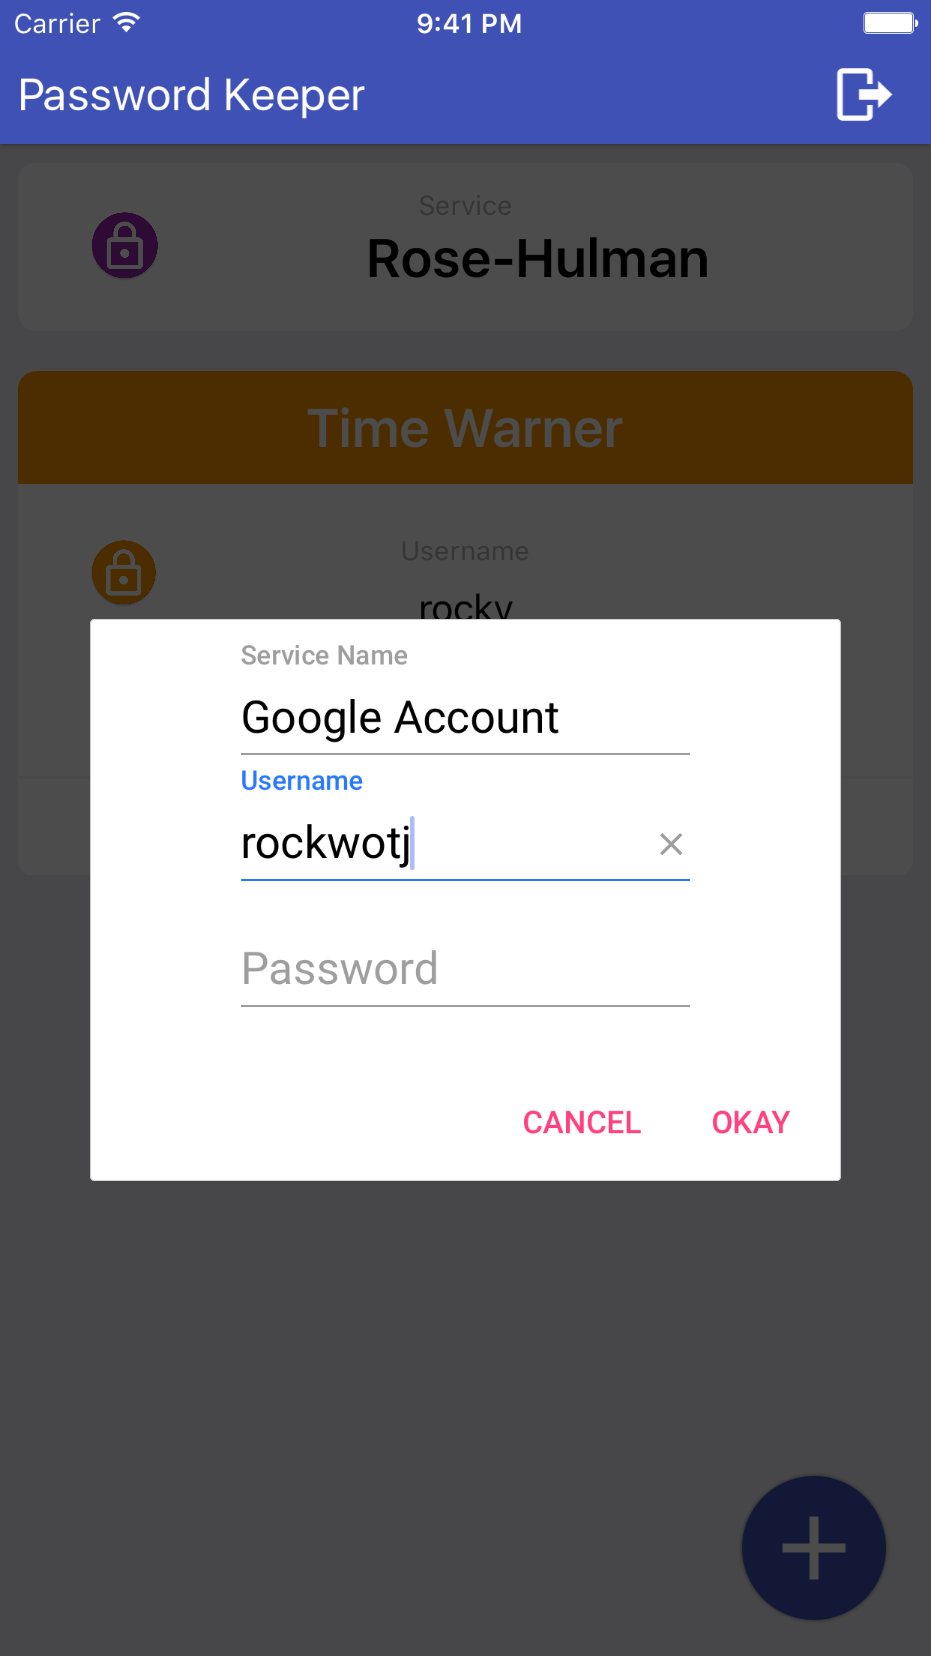 Carrier 9:41 PM
Password Keeper
Service
Rose-Hulman
Time Warner
Username
rocky
Service Name
Google Account
Username
rockwotj
Password
CANCEL OKAY